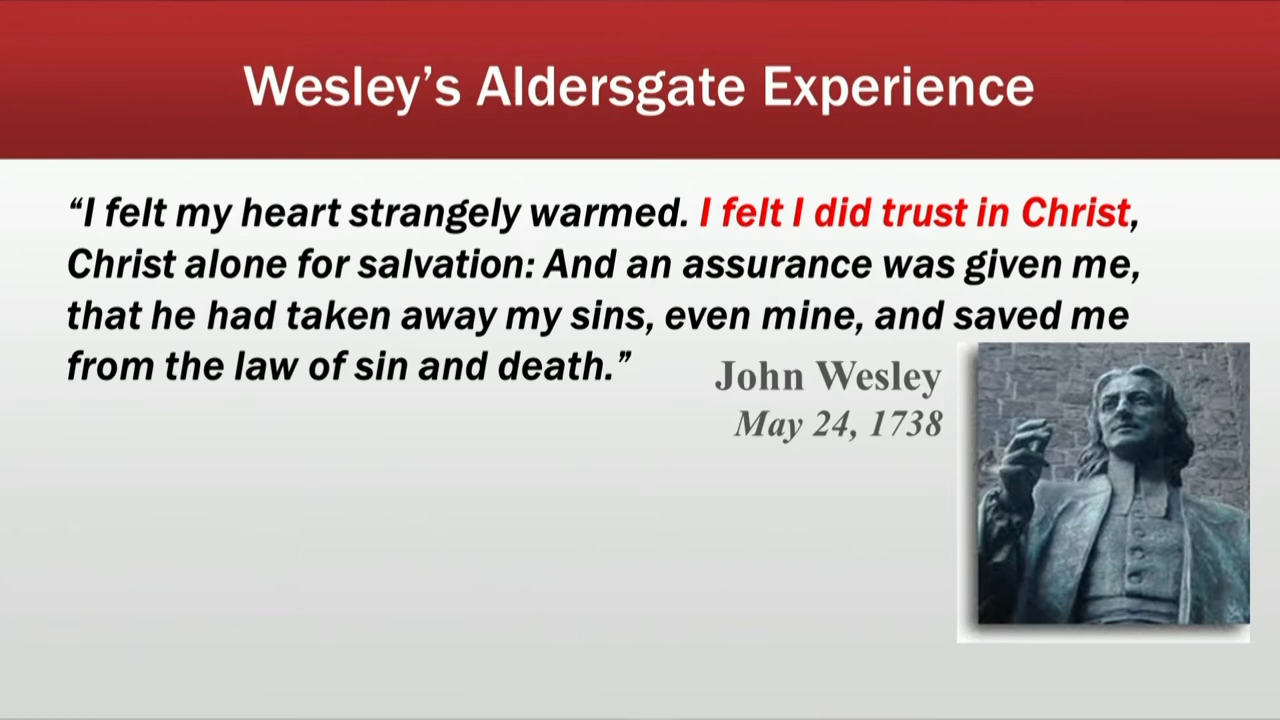 Wesley’s Aldersgate Experience
“I felt my heart strangely warmed. I felt I did trust in Christ,
Christ alone for salvation: And an assurance was given me,
that he had taken away my sins, even mine, and saved me
from the law of sin and death.”
John Wesley
May 24, 1738